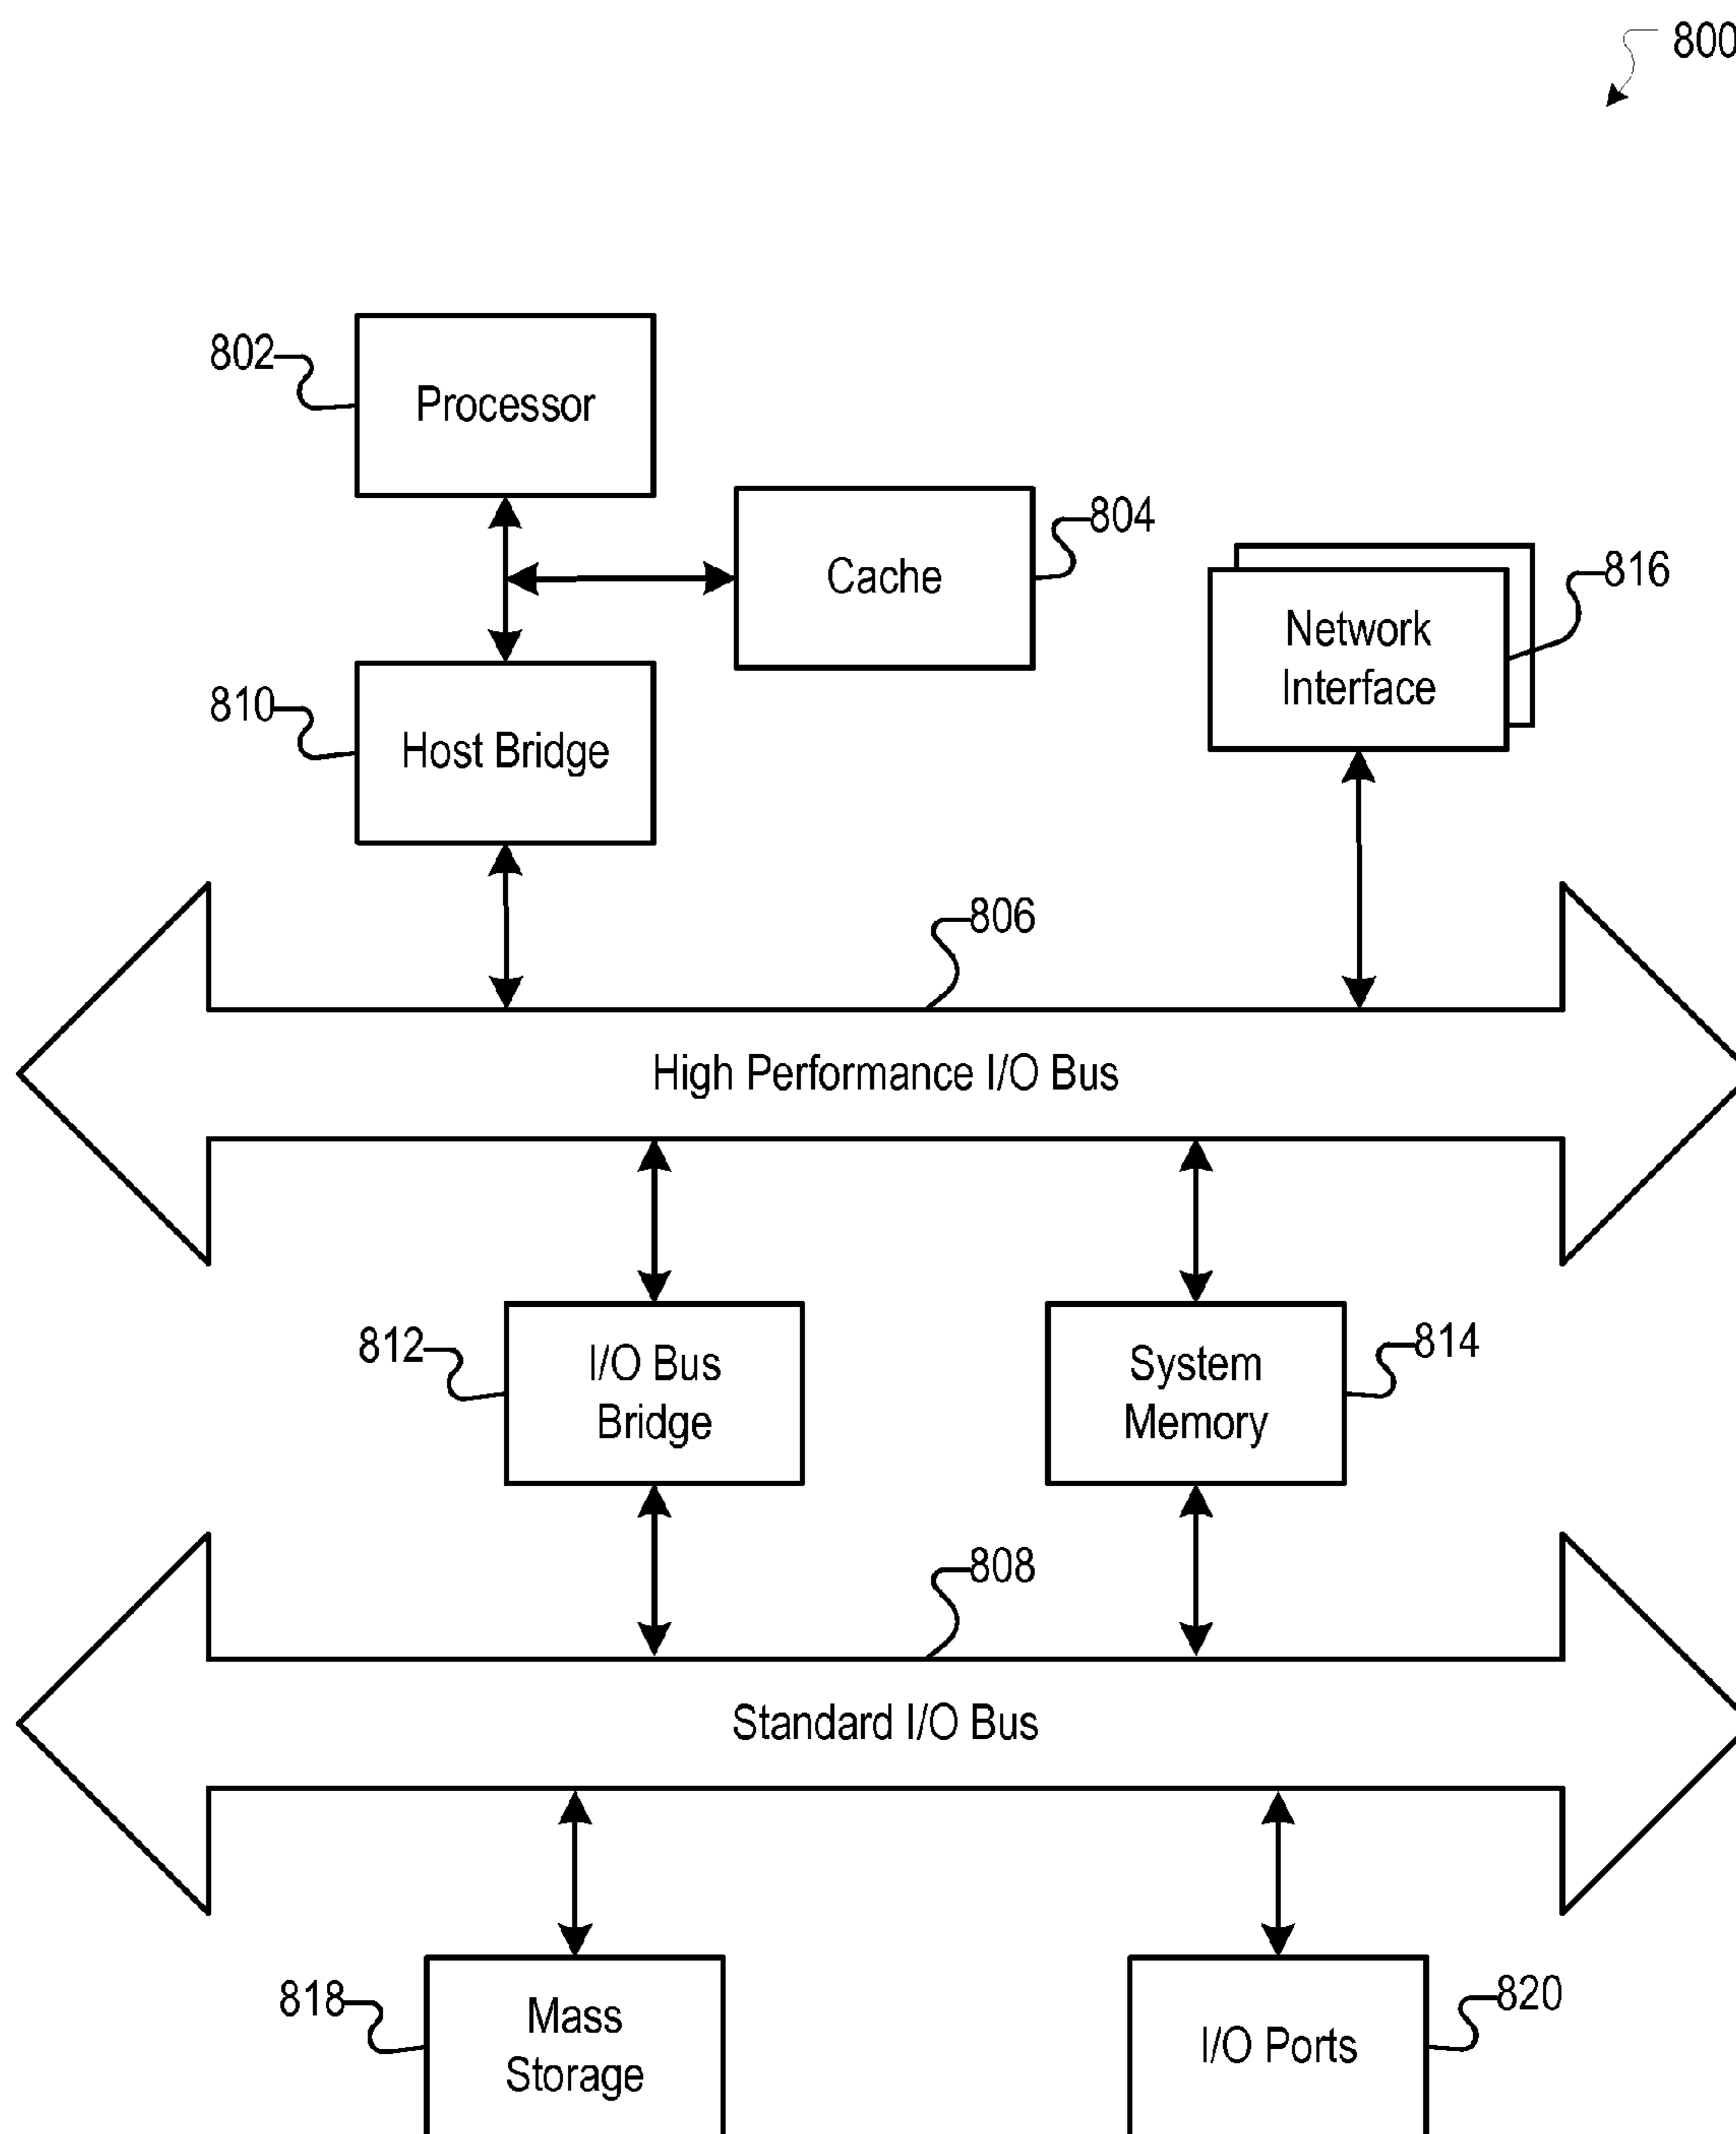 800
802
Processor
804
Cache
816
Network
Interface
810
Host Bridge
806
High Performance I/O Bus
812
I/O Bus
Bridge
814
System
Memory
808
Standard I/O Bus
818
Mass
Storage
820
I/O Ports